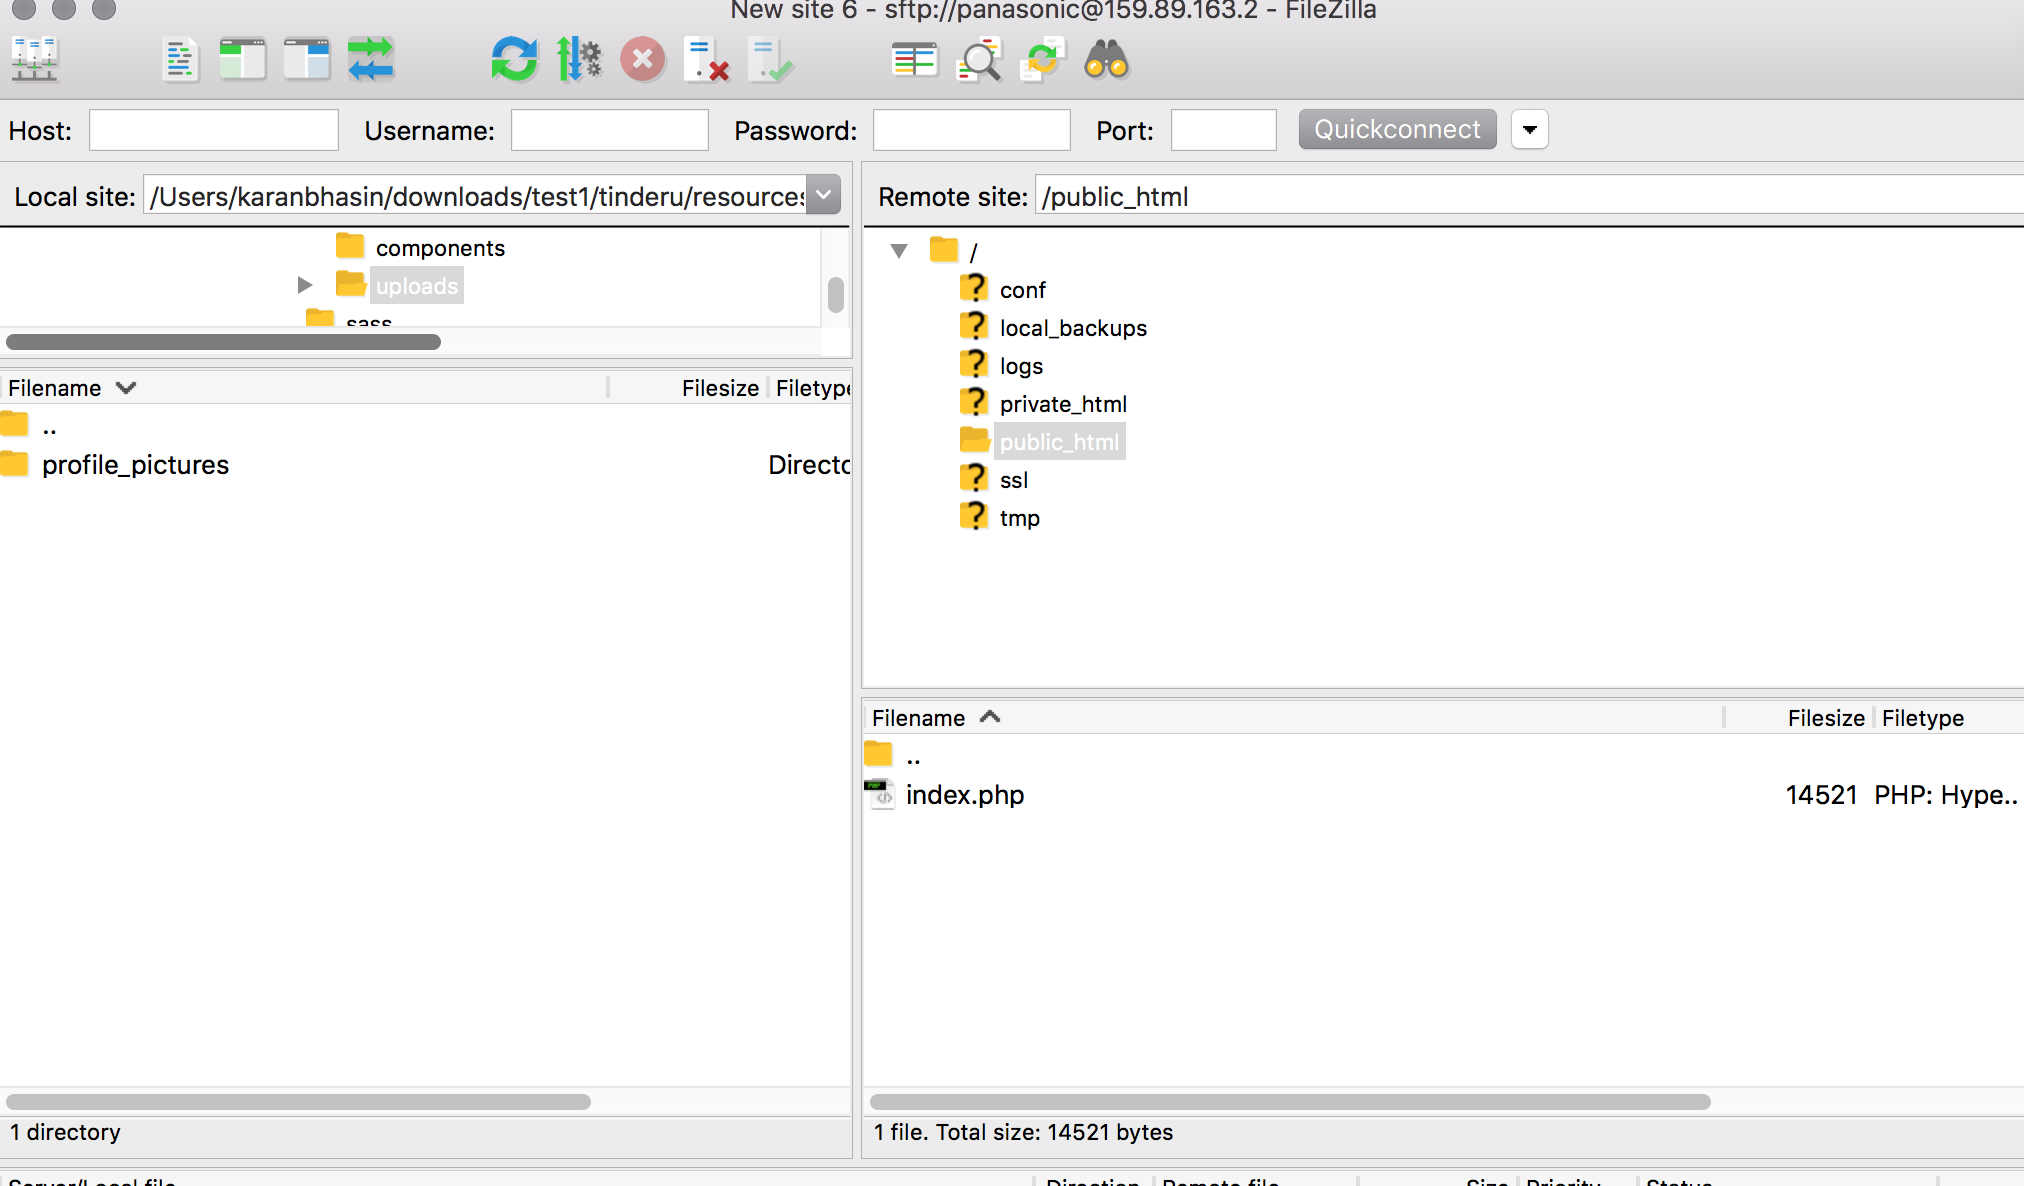 New site 6 - sftp://panasonic@159.89.163.2 - FileZilla
Host: Username: Password: Port: Quickconnect
Local site: /Users/karanbhasin/downloads/test1/tinderu/resources
components
uploads
sass
Filename Filesize Filetype
..
profile_pictures Directo
1 directory
Remote site: /public_html
/
conf
local_backups
logs
private_html
public_html
ssl
tmp
Filename Filesize Filetype
..
index.php 14521 PHP: Hype..
1 file. Total size: 14521 bytes
Server/Local file Direction Remote file Size Priority Status